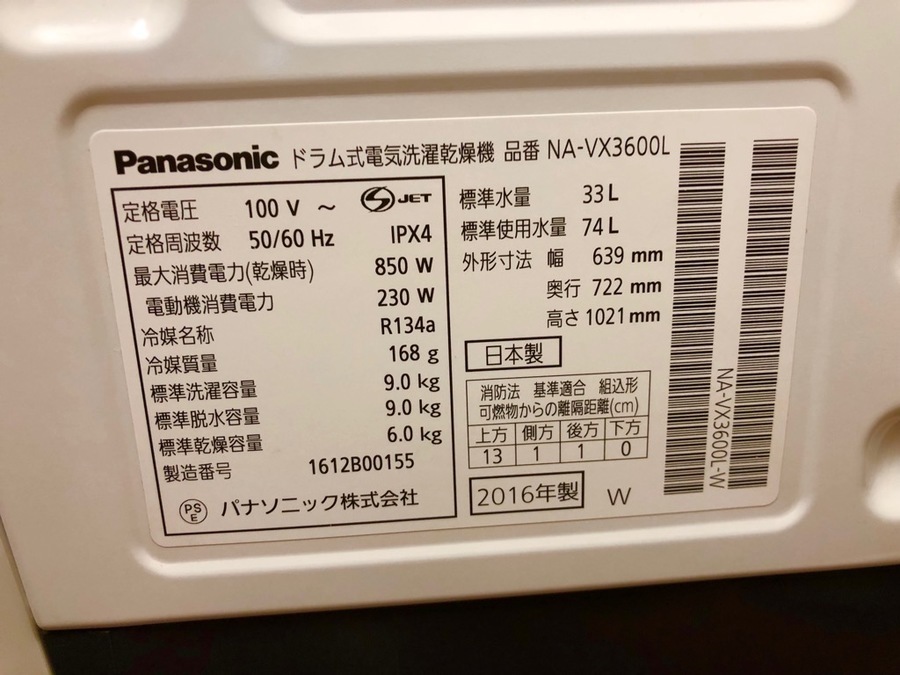 Panasonic ドラム式電気洗濯乾燥機 品番 NA-VX3600L
定格電圧 100 V ～ JET
定格周波数 50/60 Hz IPX4
最大消費電力(乾燥時) 850 W
電動機消費電力 230 W
冷媒名称 R134a
冷媒質量 168 g
標準洗濯容量 9.0 kg
標準脱水容量 9.0 kg
標準乾燥容量 6.0 kg
製造番号 1612B00155
PS
E
パナソニック株式会社
標準水量 33 L
標準使用水量 74 L
外形寸法 幅 639 mm
奥行 722 mm
高さ 1021 mm
日本製
消防法 基準適合 組込形
可燃物からの離隔距離(cm)
上方 側方 後方 下方
13 1 1 0
2016年製 W
NA-VX3600L-W